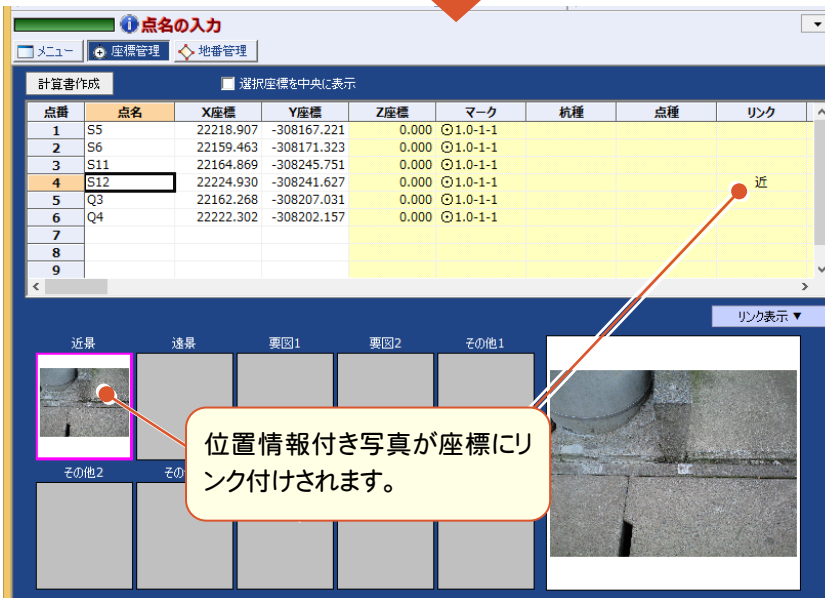 点名の入力
メニュー 座標管理 地番管理
計算書作成 選択座標を中央に表示
点番 点名 X座標 Y座標 Z座標 マーク 杭種 点種 リンク
1 S5 22218.907 -308167.221 0.000 ⊙1.0-1-1
2 S6 22159.463 -308171.323 0.000 ⊙1.0-1-1
3 S11 22164.869 -308245.751 0.000 ⊙1.0-1-1
4 S12 22224.930 -308241.627 0.000 ⊙1.0-1-1 近
5 Q3 22162.268 -308207.031 0.000 ⊙1.0-1-1
6 Q4 22222.302 -308202.157 0.000 ⊙1.0-1-1
7
8
9
リンク表示 ▼
近景 遠景 要図1 要図2 その他1
位置情報付き写真が座標にリ
ンク付けされます。
その他2 その